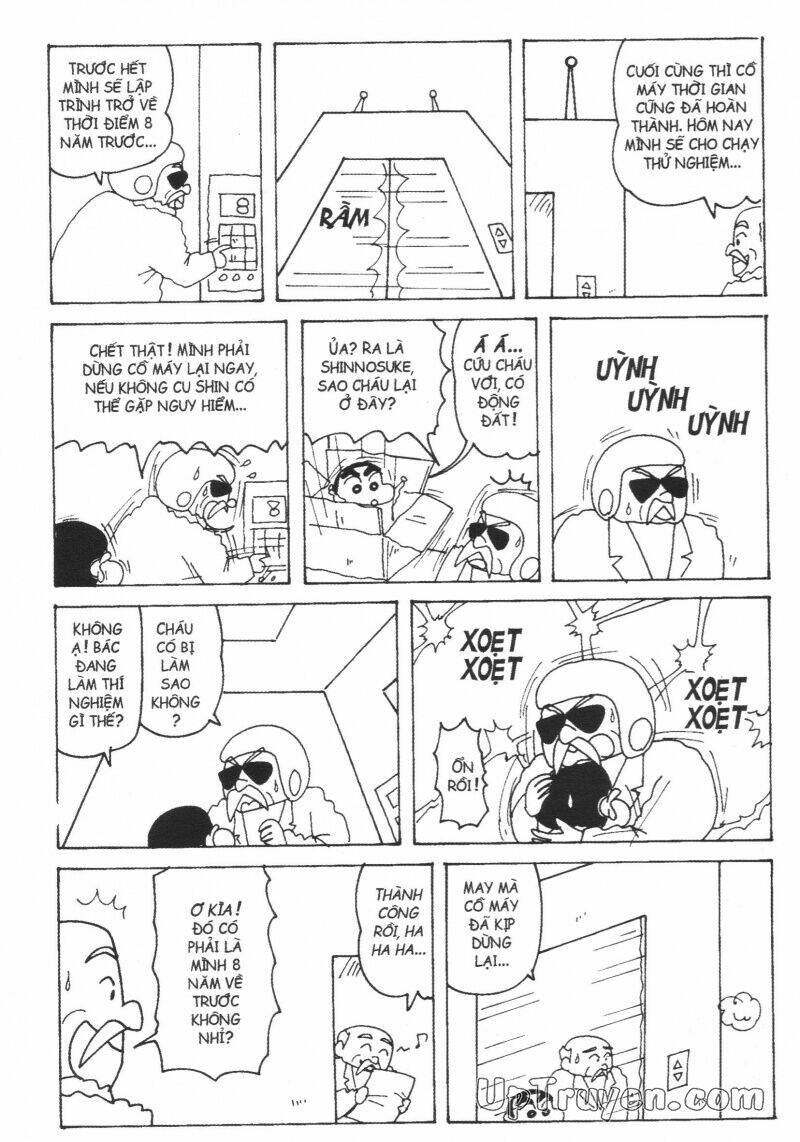 CUỐI CÙNG THÌ CỔ
MÁY THỜI GIAN
CŨNG ĐÃ HOÀN
THÀNH. HÔM NAY
MÌNH SẼ CHO CHẠY
THỬ NGHIỆM...
RẦM
TRƯỚC HẾT
MÌNH SẼ LẬP
TRÌNH TRỞ VỀ
THỜI ĐIỂM 8
NĂM TRƯỚC...
8
UỲNH
UỲNH
UỲNH
Á Á...
CỨU CHÁU
VỚI, CÓ
ĐỘNG
ĐẤT!
ỦA? RA LÀ
SHINNOSUKE,
SAO CHÁU LẠI
Ở ĐÂY?
CHẾT THẬT! MÌNH PHẢI
DỪNG CỖ MÁY LẠI NGAY,
NẾU KHÔNG CU SHIN CÓ
THỂ GẶP NGUY HIỂM...
8
XOẸT
XOẸT
XOẸT
XOẸT
ỔN
RỒI!
CHÁU
CÓ BỊ
LÀM
SAO
KHÔNG
?
KHÔNG
Ạ! BÁC
ĐANG
LÀM THÍ
NGHIỆM
GÌ THẾ?
MAY MÀ
CỖ MÁY
ĐÃ KỊP
DỪNG
LẠI...
THÀNH
CÔNG
RỒI, HA
HA HA...
Ơ KÌA!
ĐÓ CÓ
PHẢI LÀ
MÌNH 8
NĂM VỀ
TRƯỚC
KHÔNG
NHỈ?
UpTruyen.com